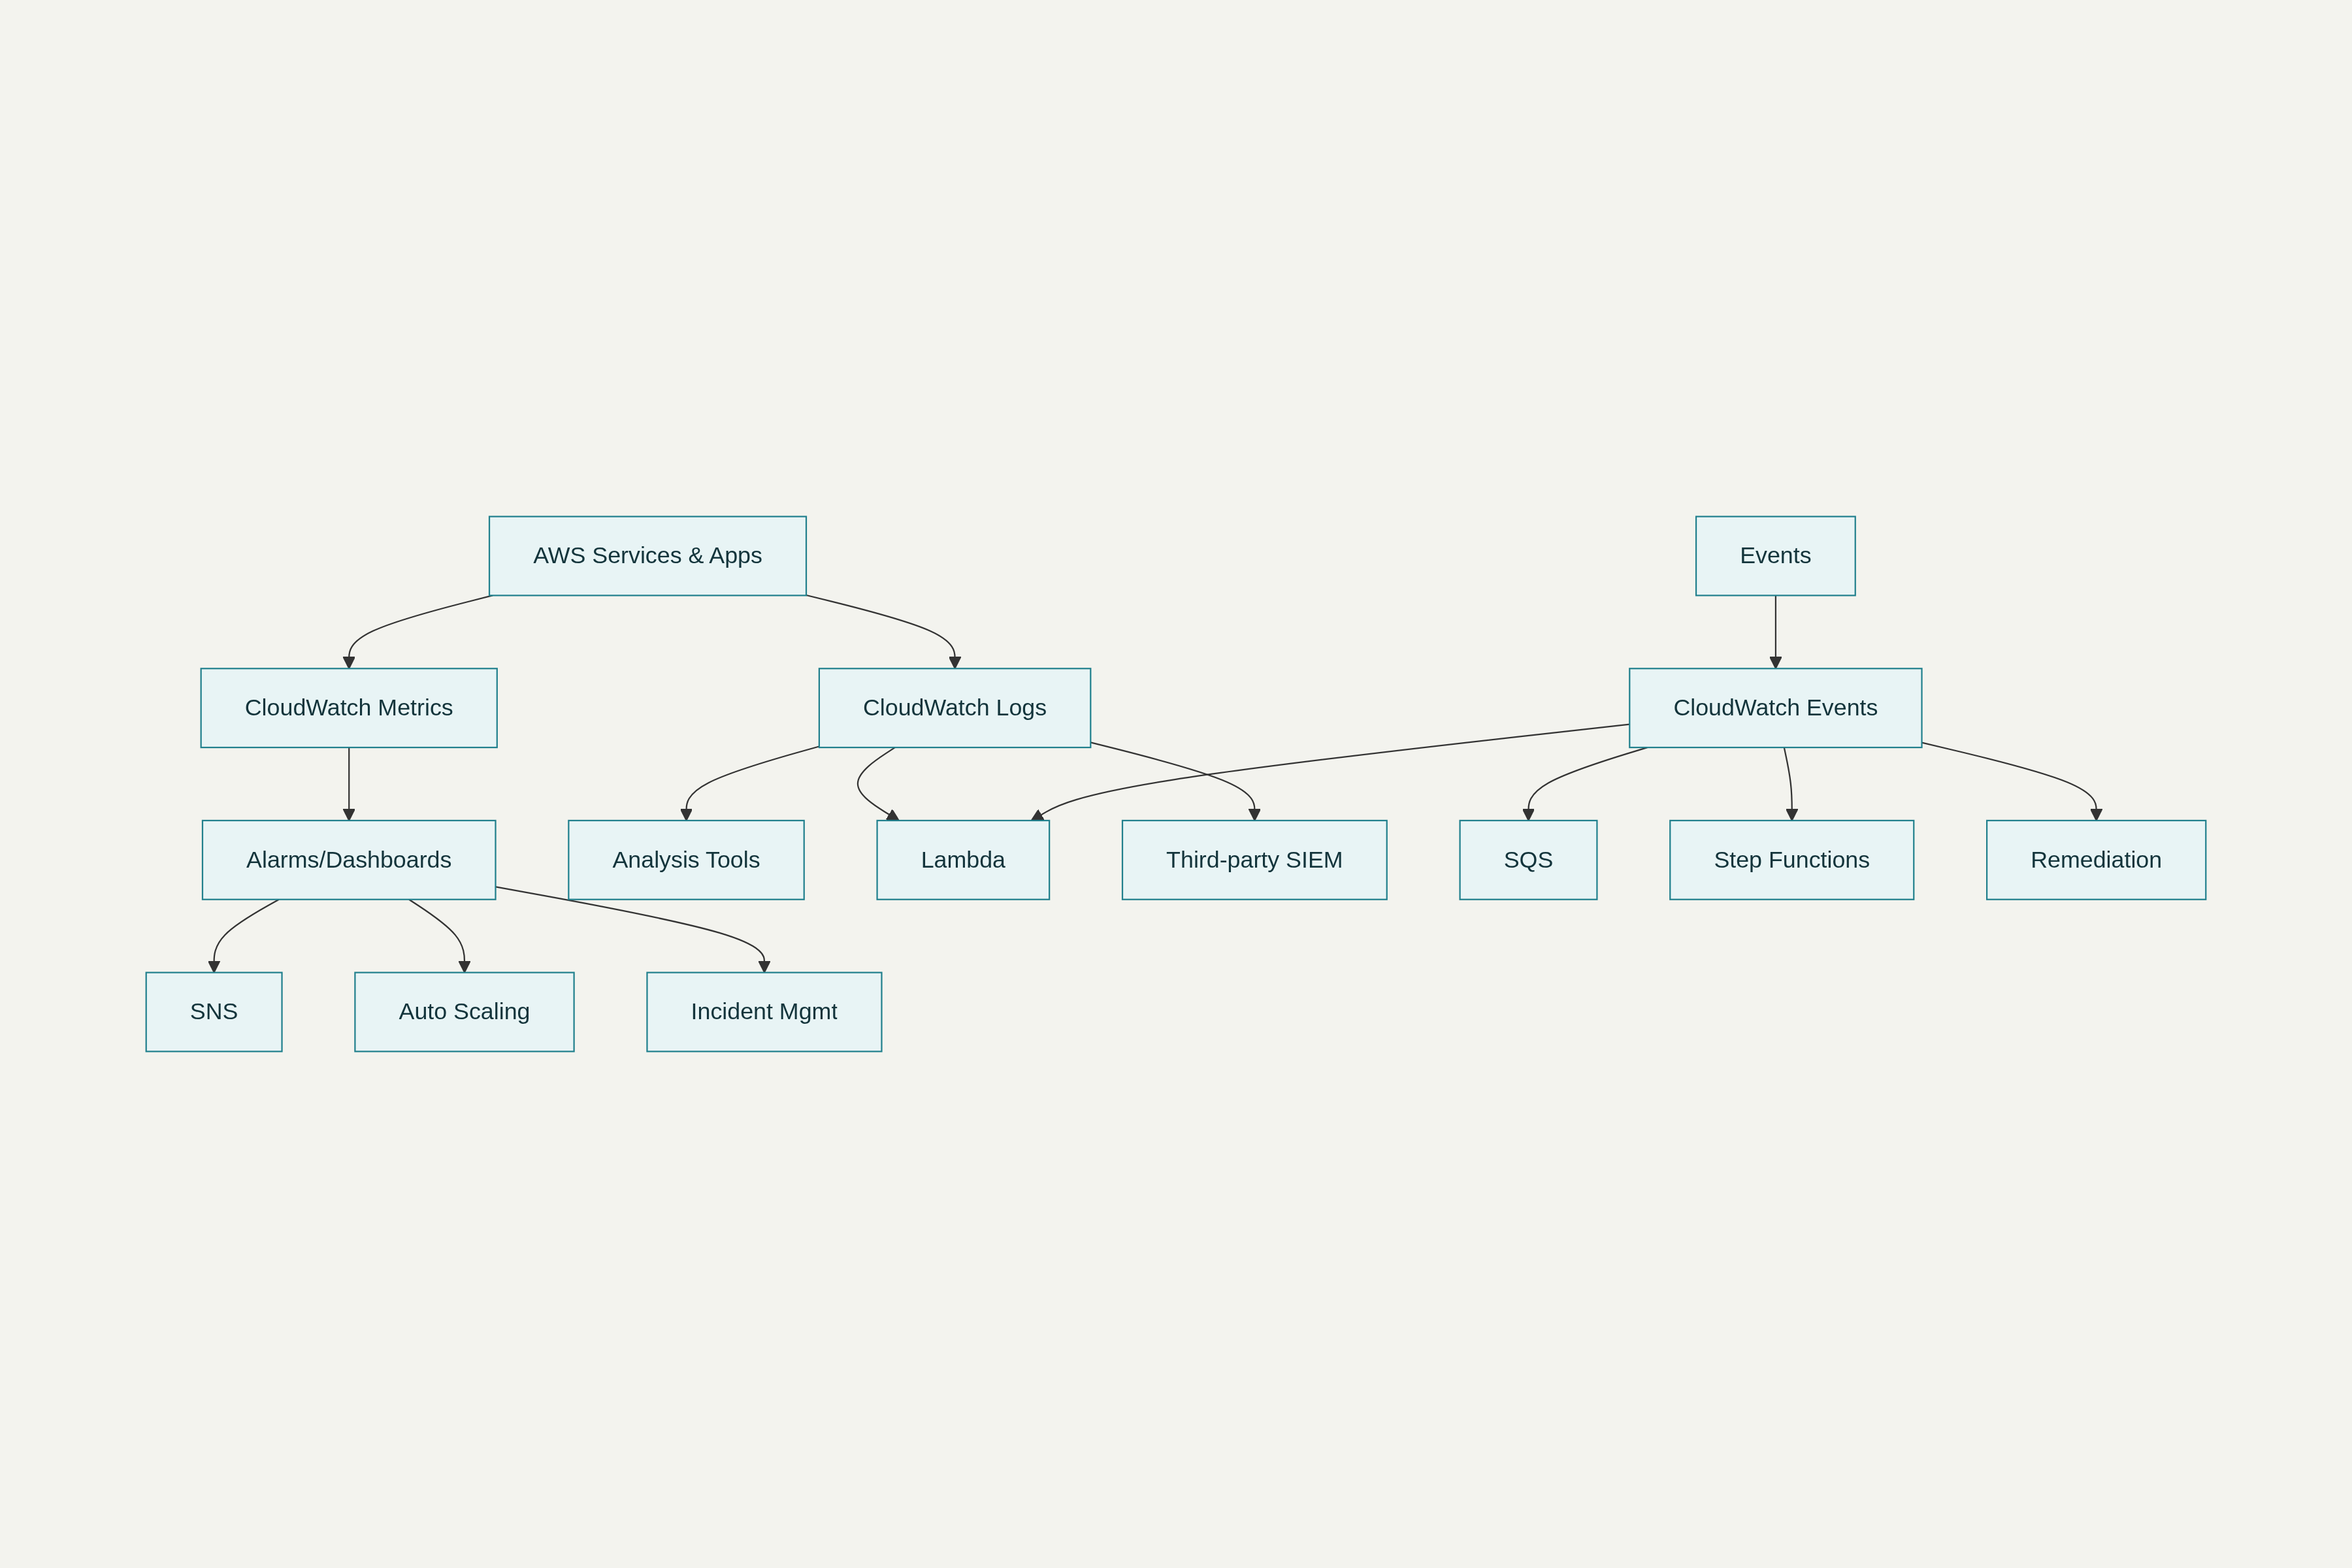 AWS Services & Apps
Events
CloudWatch Metrics
CloudWatch Logs
CloudWatch Events
Alarms/Dashboards
Analysis Tools
Lambda
Third-party SIEM
SQS
Step Functions
Remediation
SNS
Auto Scaling
Incident Mgmt